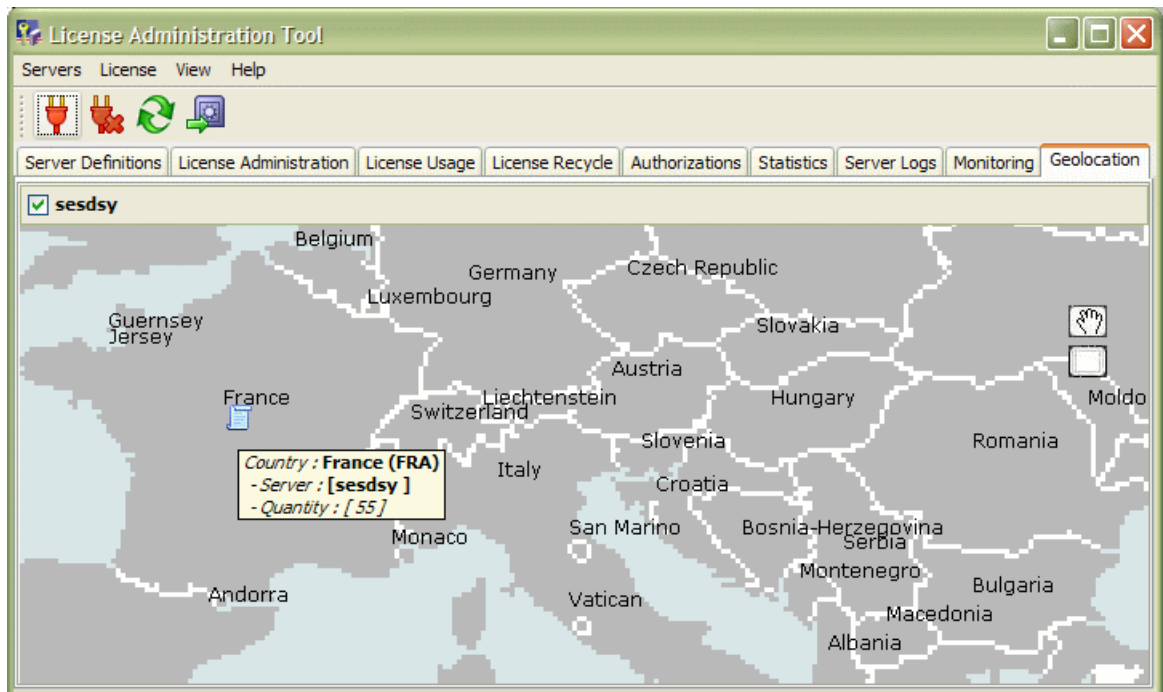 License Administration Tool
Servers License View Help
Server Definitions License Administration License Usage License Recycle Authorizations Statistics Server Logs Monitoring Geolocation
sesdsy
Belgium
Germany
Czech Republic
Luxembourg
Guernsey
Jersey
Slovakia
Austria
France
Liechtenstein
Switzerland
Hungary
Moldo
Slovenia
Romania
Country : France (FRA)
- Server : [sesdsy ]
- Quantity : [ 55 ]
Italy
Croatia
Monaco
San Marino
Bosnia-Herzegovina
Serbia
Montenegro
Andorra
Vatican
Bulgaria
Macedonia
Albania